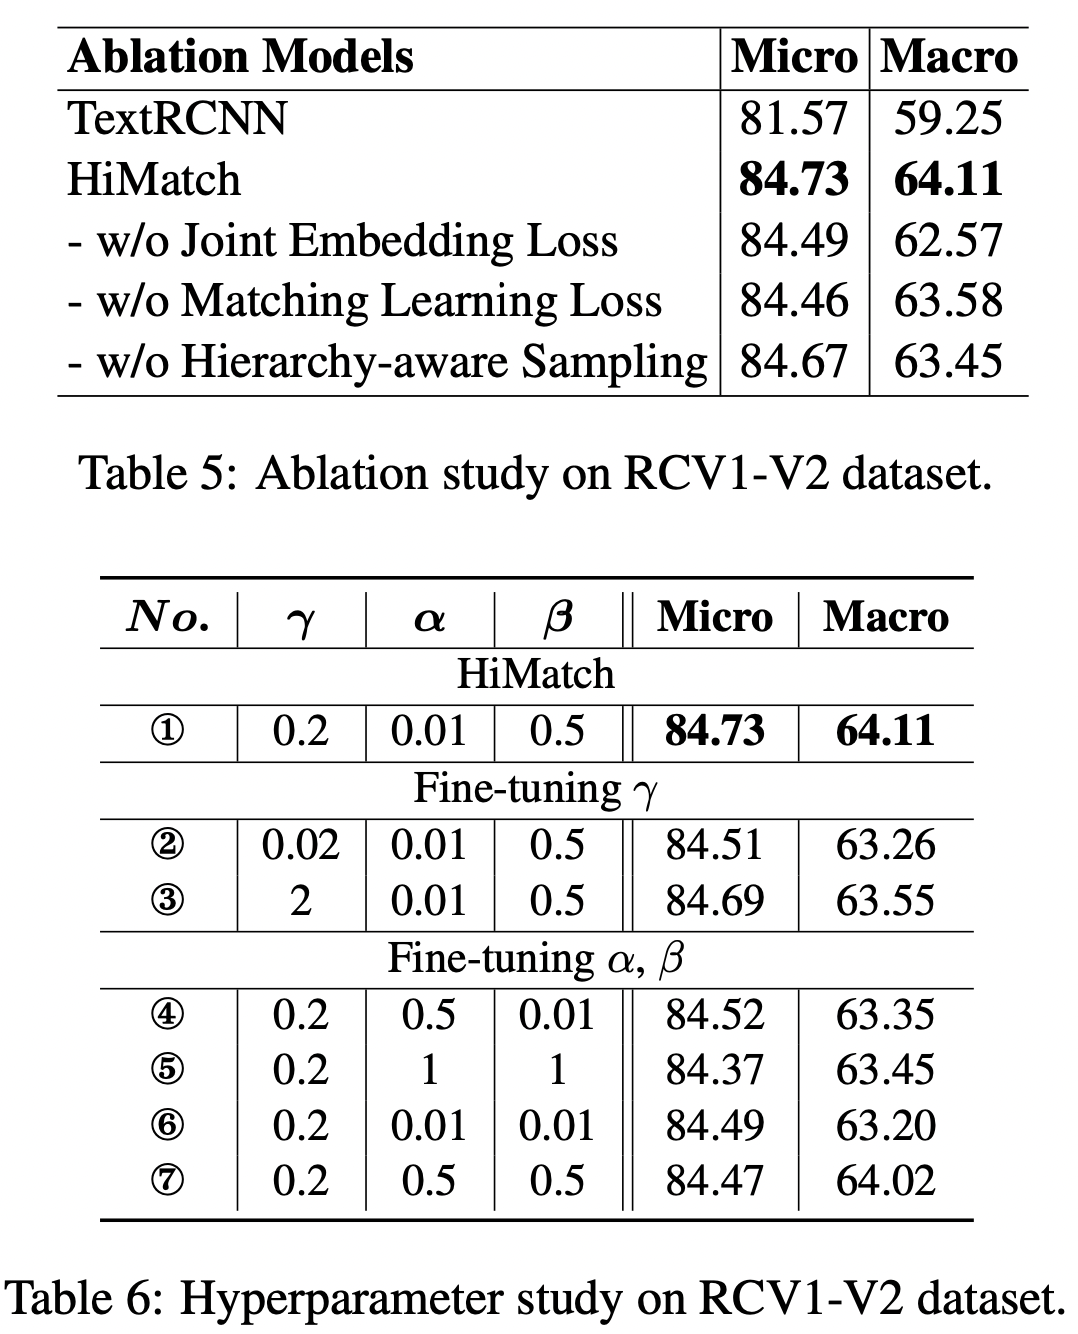 Ablation Models Micro Macro
TextRCNN 81.57 59.25
HiMatch 84.73 64.11
- w/o Joint Embedding Loss 84.49 62.57
- w/o Matching Learning Loss 84.46 63.58
- w/o Hierarchy-aware Sampling 84.67 63.45
Table 5: Ablation study on RCV1-V2 dataset.
No. γ α β Micro Macro
HiMatch
① 0.2 0.01 0.5 84.73 64.11
Fine-tuning γ
② 0.02 0.01 0.5 84.51 63.26
③ 2 0.01 0.5 84.69 63.55
Fine-tuning α, β
④ 0.2 0.5 0.01 84.52 63.35
⑤ 0.2 1 1 84.37 63.45
⑥ 0.2 0.01 0.01 84.49 63.20
⑦ 0.2 0.5 0.5 84.47 64.02
Table 6: Hyperparameter study on RCV1-V2 dataset.